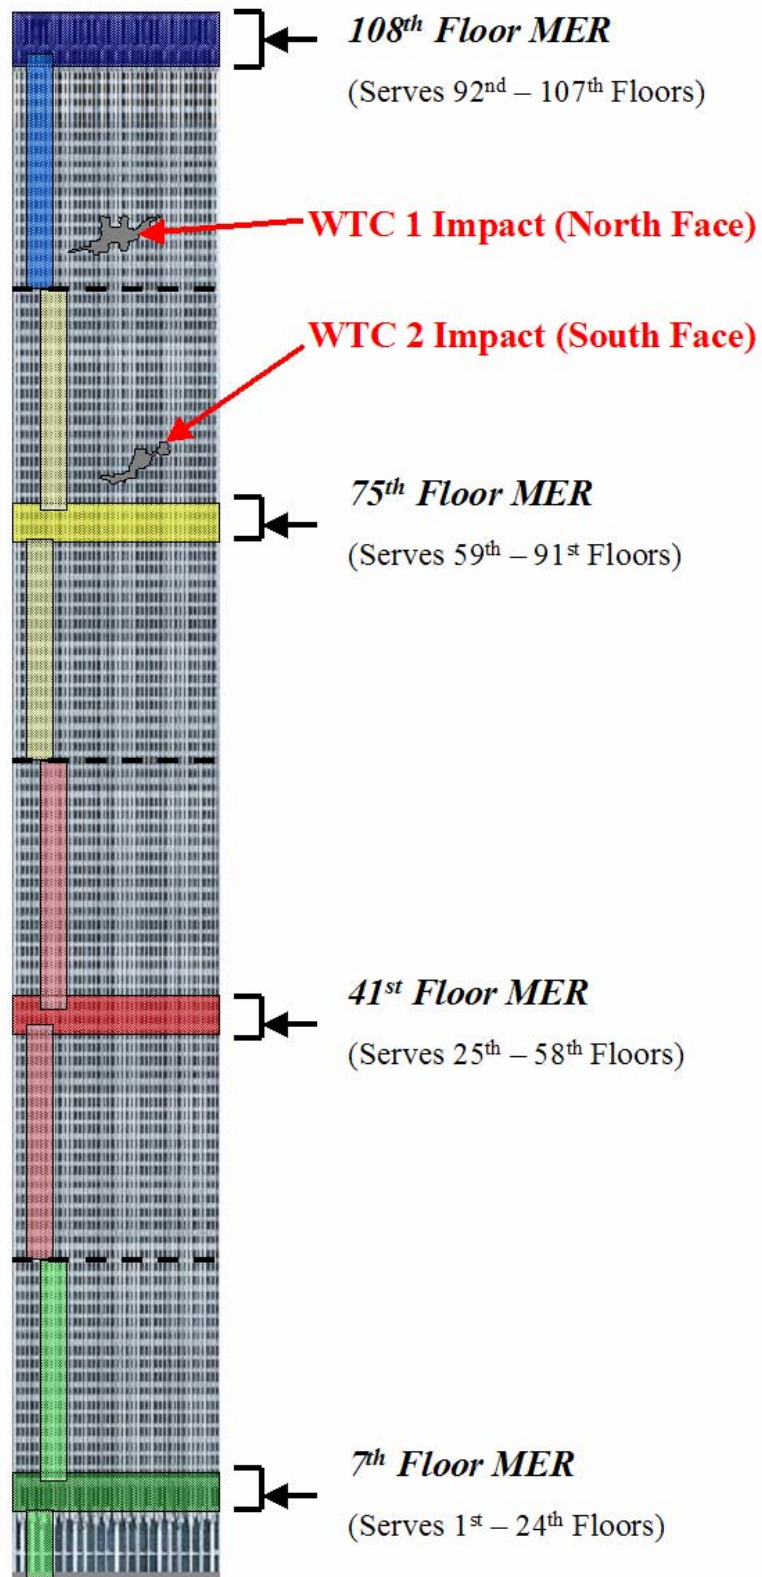 108th Floor MER
(Serves 92nd – 107th Floors)
WTC 1 Impact (North Face)
WTC 2 Impact (South Face)
75th Floor MER
(Serves 59th – 91st Floors)
41st Floor MER
(Serves 25th – 58th Floors)
7th Floor MER
(Serves 1st – 24th Floors)